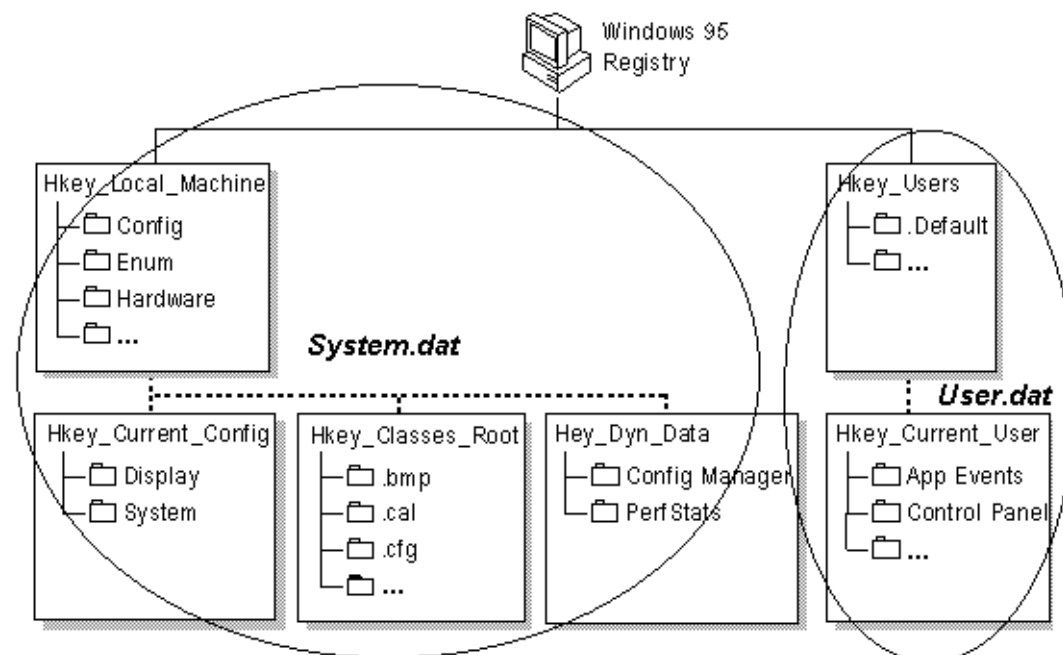 Windows 95
Registry
Hkey_Local_Machine
Config
Enum
Hardware
...
Hkey_Users
.Default
...
System.dat
User.dat
Hkey_Current_Config
Display
System
Hkey_Classes_Root
.bmp
.cal
.cfg
...
Hey_Dyn_Data
Config Manager
PerfStats
Hkey_Current_User
App Events
Control Panel
...